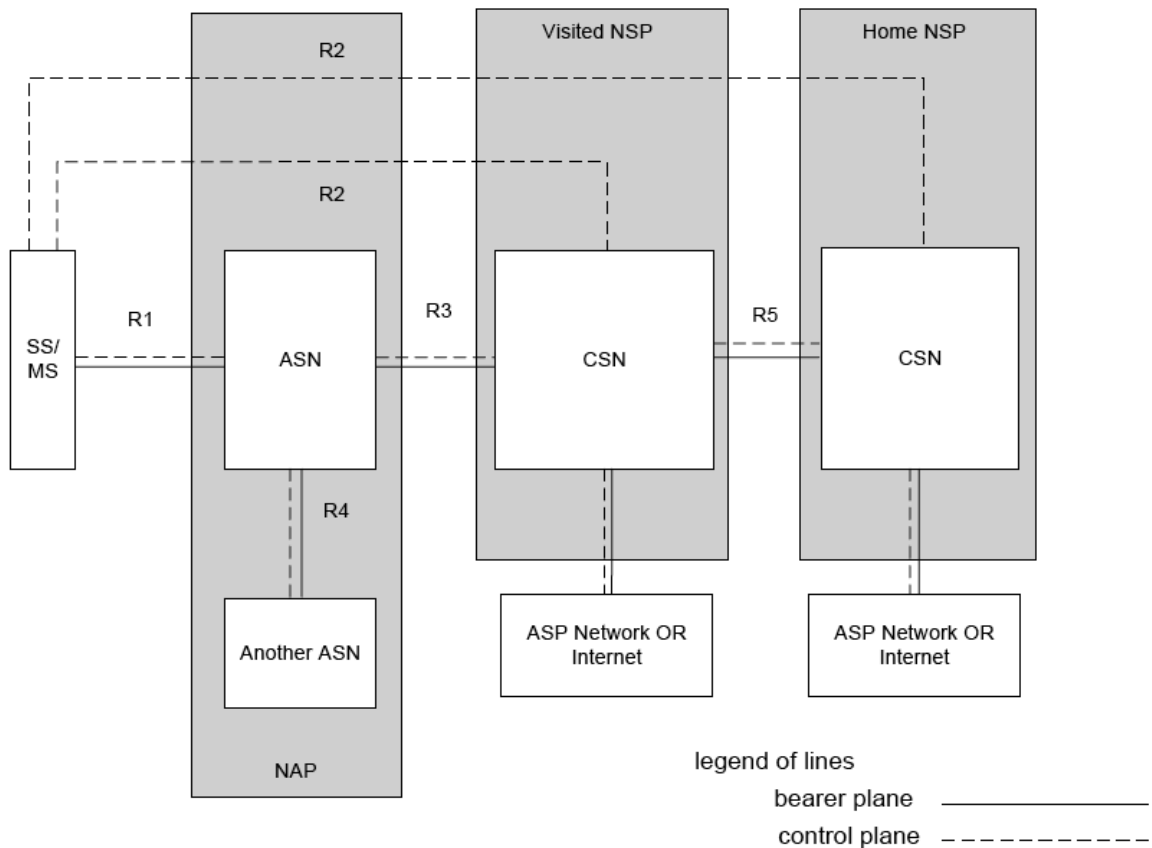 Visited NSP
Home NSP
R2
R2
R1
R3
R5
SS/
MS
ASN
CSN
CSN
R4
Another ASN
ASP Network OR
Internet
ASP Network OR
Internet
NAP
legend of lines
bearer plane
control plane